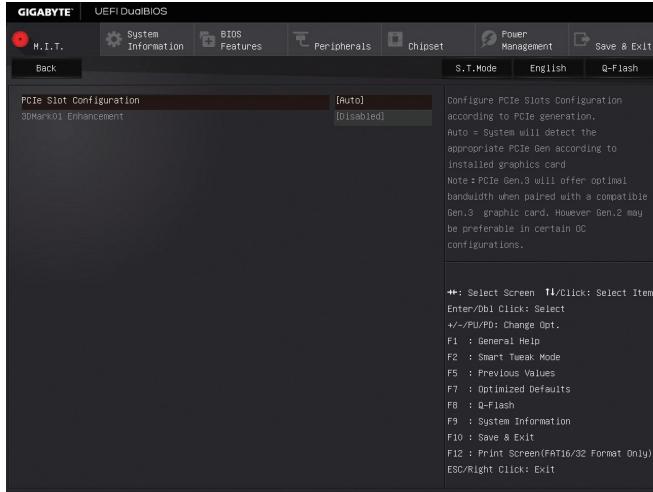 GIGABYTE™ UEFI DualBIOS
M.I.T. System Information BIOS Features Peripherals Chipset Power Management Save & Exit
Back S.T.Mode English Q-Flash
PCIe Slot Configuration [Auto]
3DMark01 Enhancement [Disabled]
Configure PCIe Slots Configuration
according to PCIe generation.
Auto = System will detect the
appropriate PCIe Gen according to
installed graphics card
Note：PCIe Gen.3 will offer optimal
bandwidth when paired with a compatible
Gen.3 graphic card. However Gen.2 may
be preferable in certain OC
configurations.
→←: Select Screen ↑↓/Click: Select Item
Enter/Dbl Click: Select
+/-/PU/PD: Change Opt.
F1 : General Help
F2 : Smart Tweak Mode
F5 : Previous Values
F7 : Optimized Defaults
F8 : Q-Flash
F9 : System Information
F10 : Save & Exit
F12 : Print Screen(FAT16/32 Format Only)
ESC/Right Click: Exit